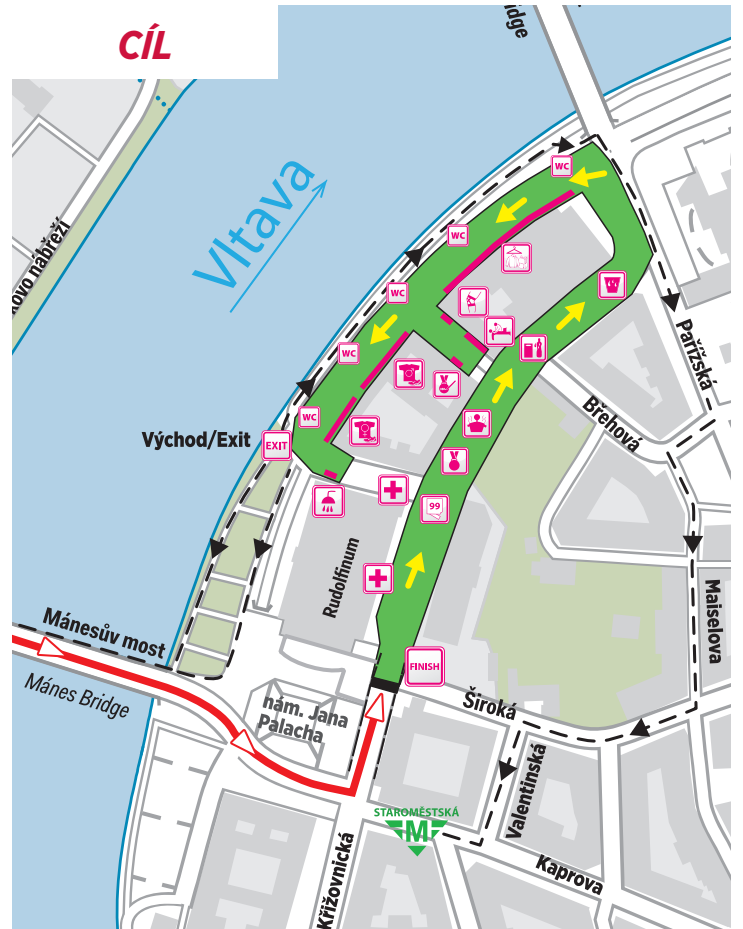 CÍL
idge
Vltava
kovo nábřeží
WC
WC
WC
WC
WC
Pařížská
Břehová
Východ/Exit
EXIT
99
Rudolfinum
Maiselova
Mánesův most
Mánes Bridge
FINISH
nám. Jana
Palacha
Široká
Valentinská
STAROMĚSTSKÁ
M
Křižovnická
Kaprova